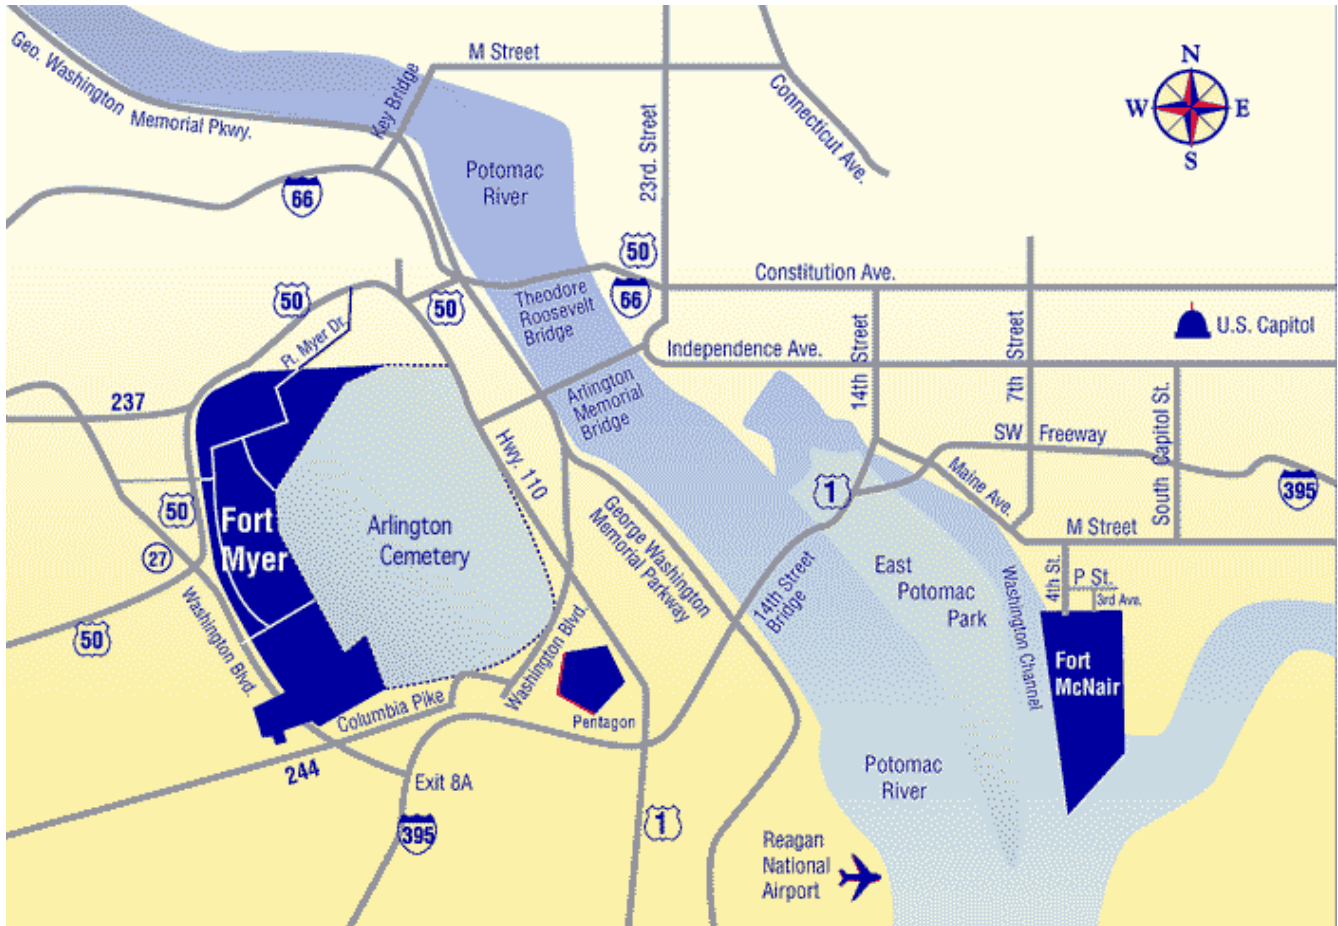 M Street
Geo. Washington
Memorial Pkwy.
Key Bridge
Connecticut Ave.
N
W
E
S
23rd. Street
Potomac
River
66
50
Constitution Ave.
50
50
66
Theodore
Roosevelt
Bridge
U.S. Capitol
Ft. Myer Dr.
Independence Ave.
14th Street
7th Street
237
Arlington
Memorial
Bridge
South Capitol St.
SW Freeway
Hwy. 110
Maine Ave.
1
395
50
Fort
Myer
Arlington
Cemetery
George Washington
Memorial Parkway
M Street
27
14th Street
Bridge
East
Potomac
Park
Washington Channel
4th St.
P St.
3rd Ave.
Washington Blvd.
50
Washington Blvd.
Fort
McNair
Columbia Pike
Pentagon
244
Exit 8A
Potomac
River
395
1
Reagan
National
Airport